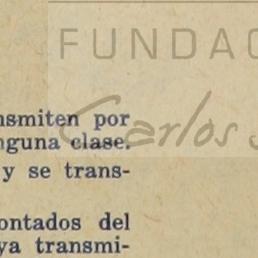 FUNDAC
nsmiten por
Carlos S
nguna clase.
y se trans-
ontados del
ya transmi-